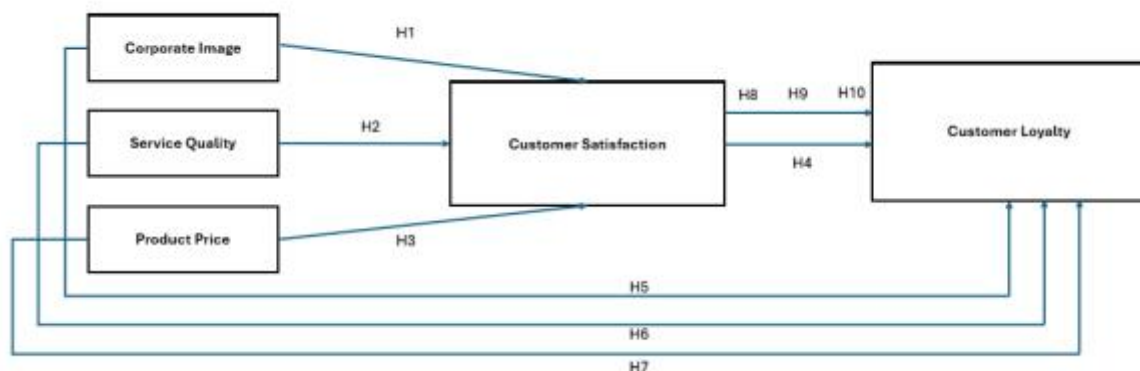 Corporate Image
H1
H8 H9 H10
Customer Loyalty
Service Quality
H2
Customer Satisfaction
H4
Product Price
H3
H5
H6
H7